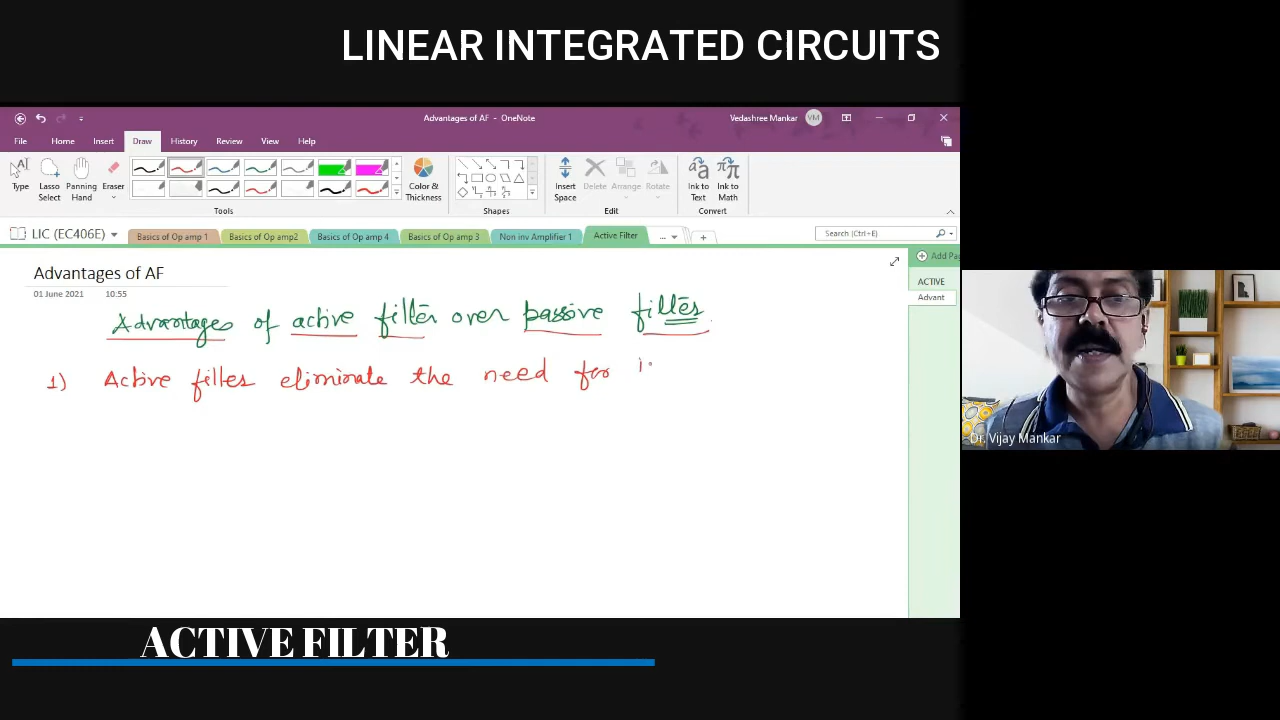 LINEAR INTEGRATED CIRCUITS
Advantages of AF - OneNote
Vedashree Mankar
VM
File
Home
Insert
Draw
History
Review
View
Help
Type
Lasso Select
Panning Hand
Eraser
Color & Thickness
Insert Space
Delete
Arrange
Rotate
Ink to Text
Ink to Math
Tools
Shapes
Edit
Convert
LIC (EC406E)
Basics of Op amp 1
Basics of Op amp2
Basics of Op amp 4
Basics of Op amp 3
Non inv Amplifier 1
Active Filter
Search (Ctrl+E)
Add Pag
ACTIVE
Advant
Advantages of AF
01 June 2021 10:55
Advantages of active filter over passive filters.
1) Active filters eliminate the need for i
Dr. Vijay Mankar
ACTIVE FILTER